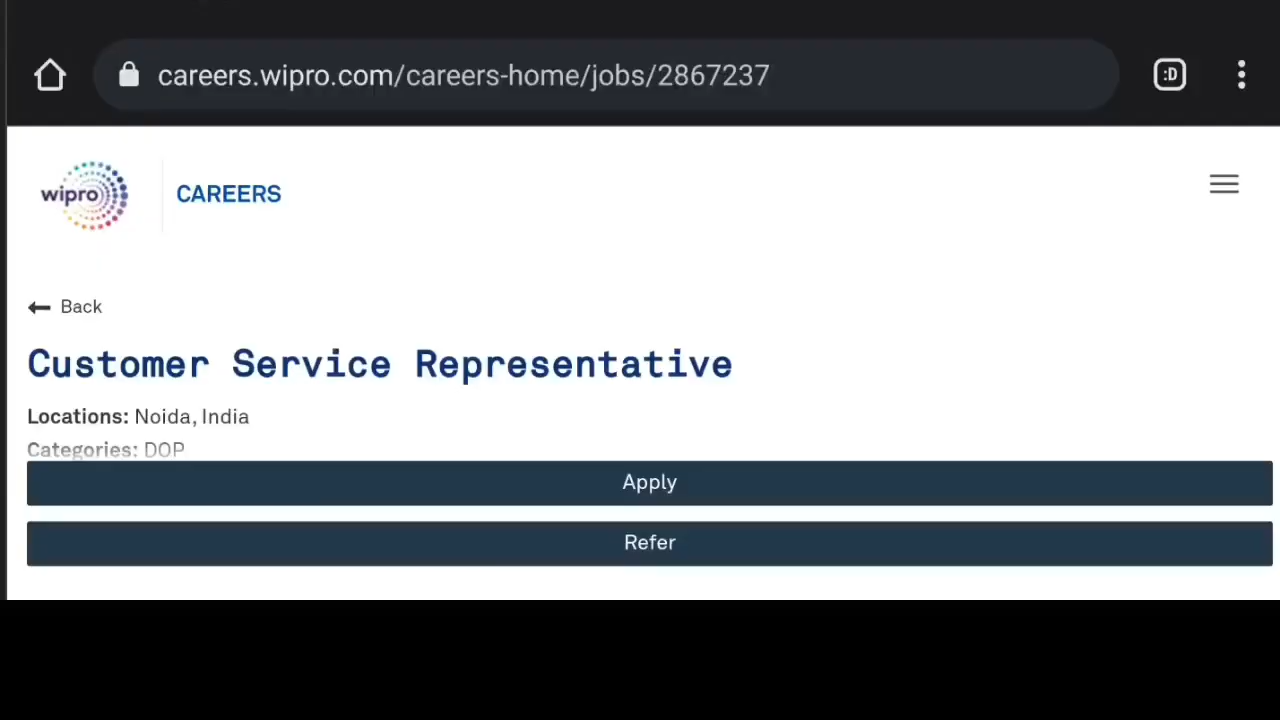 careers.wipro.com/careers-home/jobs/2867237
:D
wipro
CAREERS
Back
Customer Service Representative
Locations: Noida, India
Categories: DOP
Apply
Refer